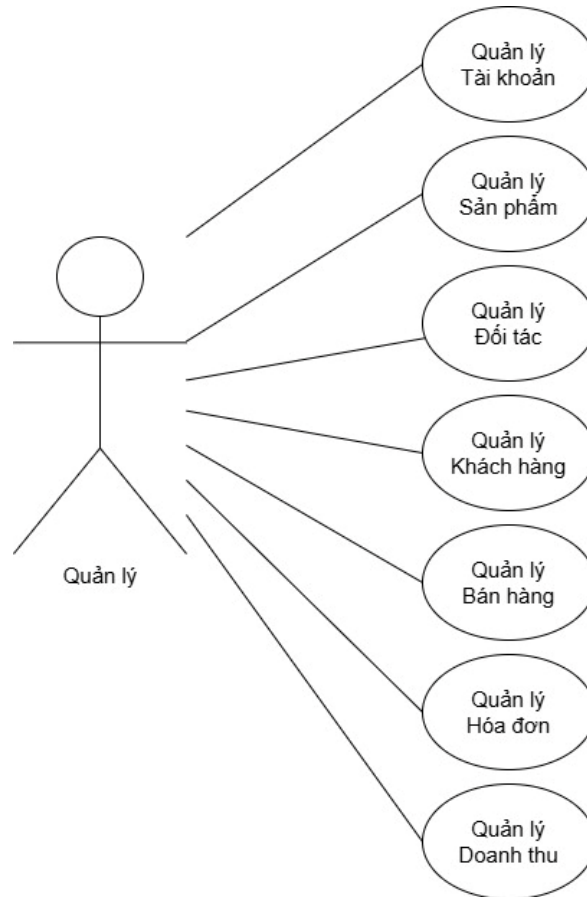 Quản lý
Tài khoản
Quản lý
Sản phẩm
Quản lý
Đối tác
Quản lý
Khách hàng
Quản lý
Quản lý
Bán hàng
Quản lý
Hóa đơn
Quản lý
Doanh thu